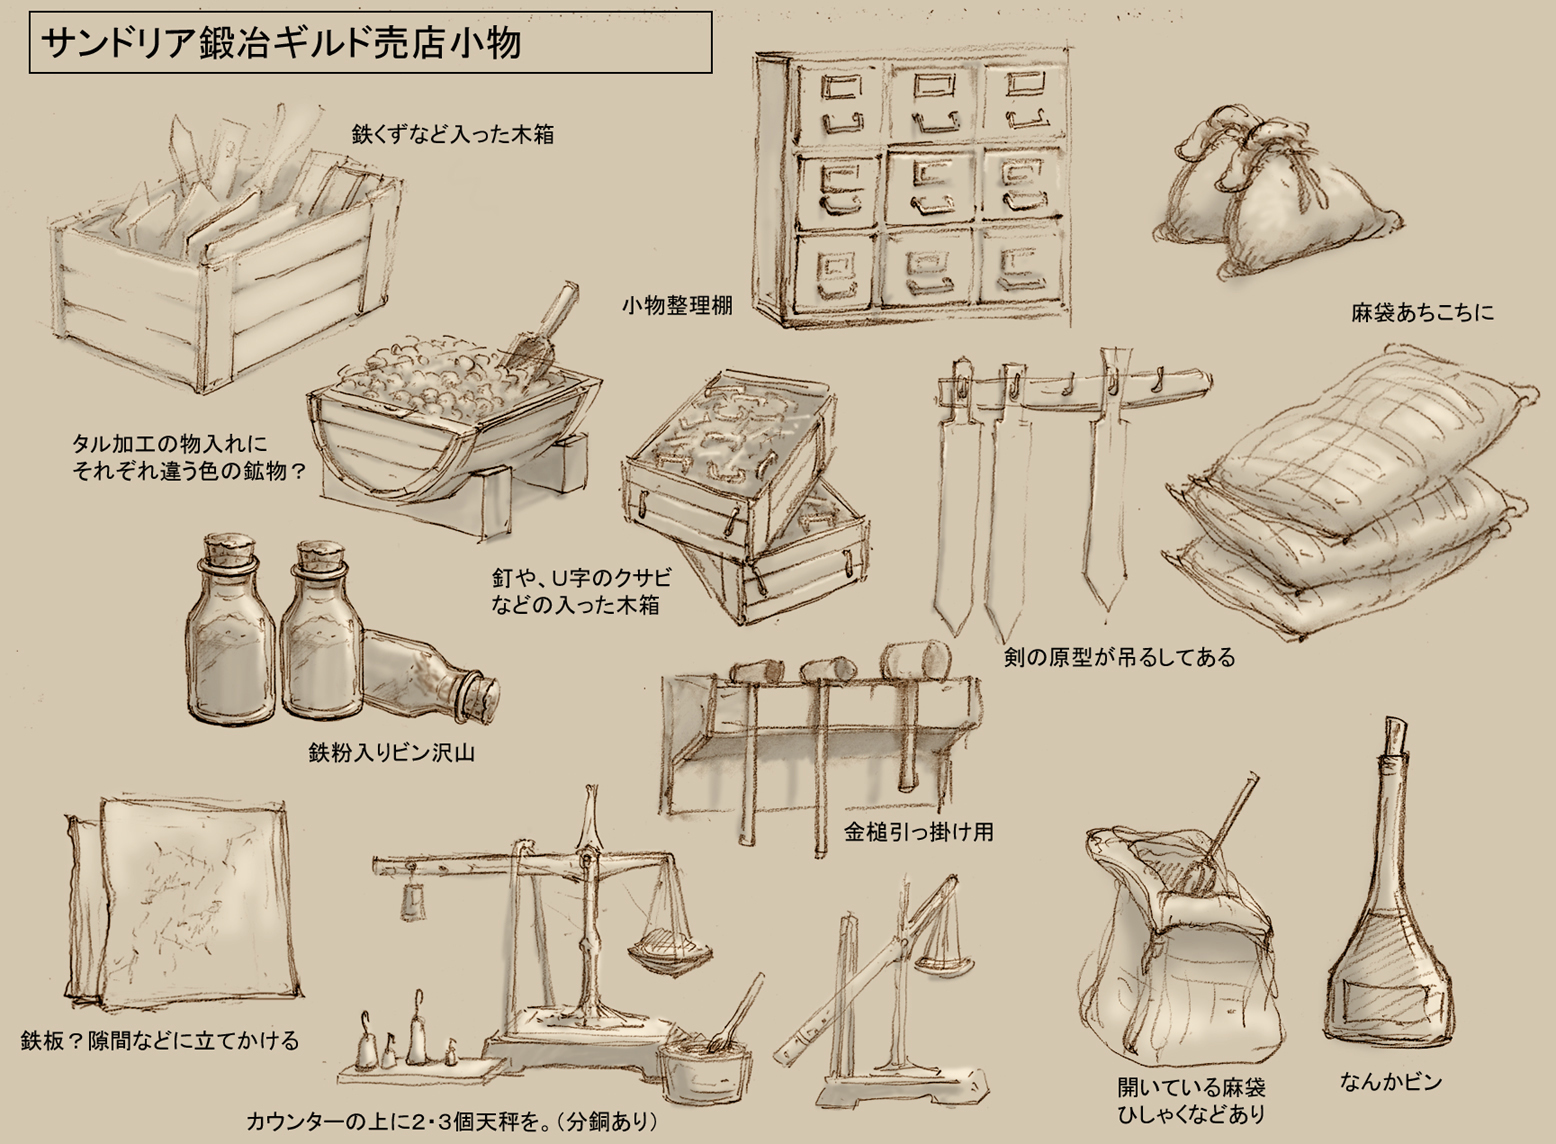 サンドリア鍛冶ギルド売店小物
鉄くずなど入った木箱
小物整理棚
麻袋あちこちに
タル加工の物入れに
それぞれ違う色の鉱物？
釘や、U字のクサビ
などの入った木箱
剣の原型が吊るしてある
鉄粉入りビン沢山
金槌引っ掛け用
鉄板？隙間などに立てかける
カウンターの上に2・3個天秤を。（分銅あり）
開いている麻袋
ひしゃくなどあり
なんかビン